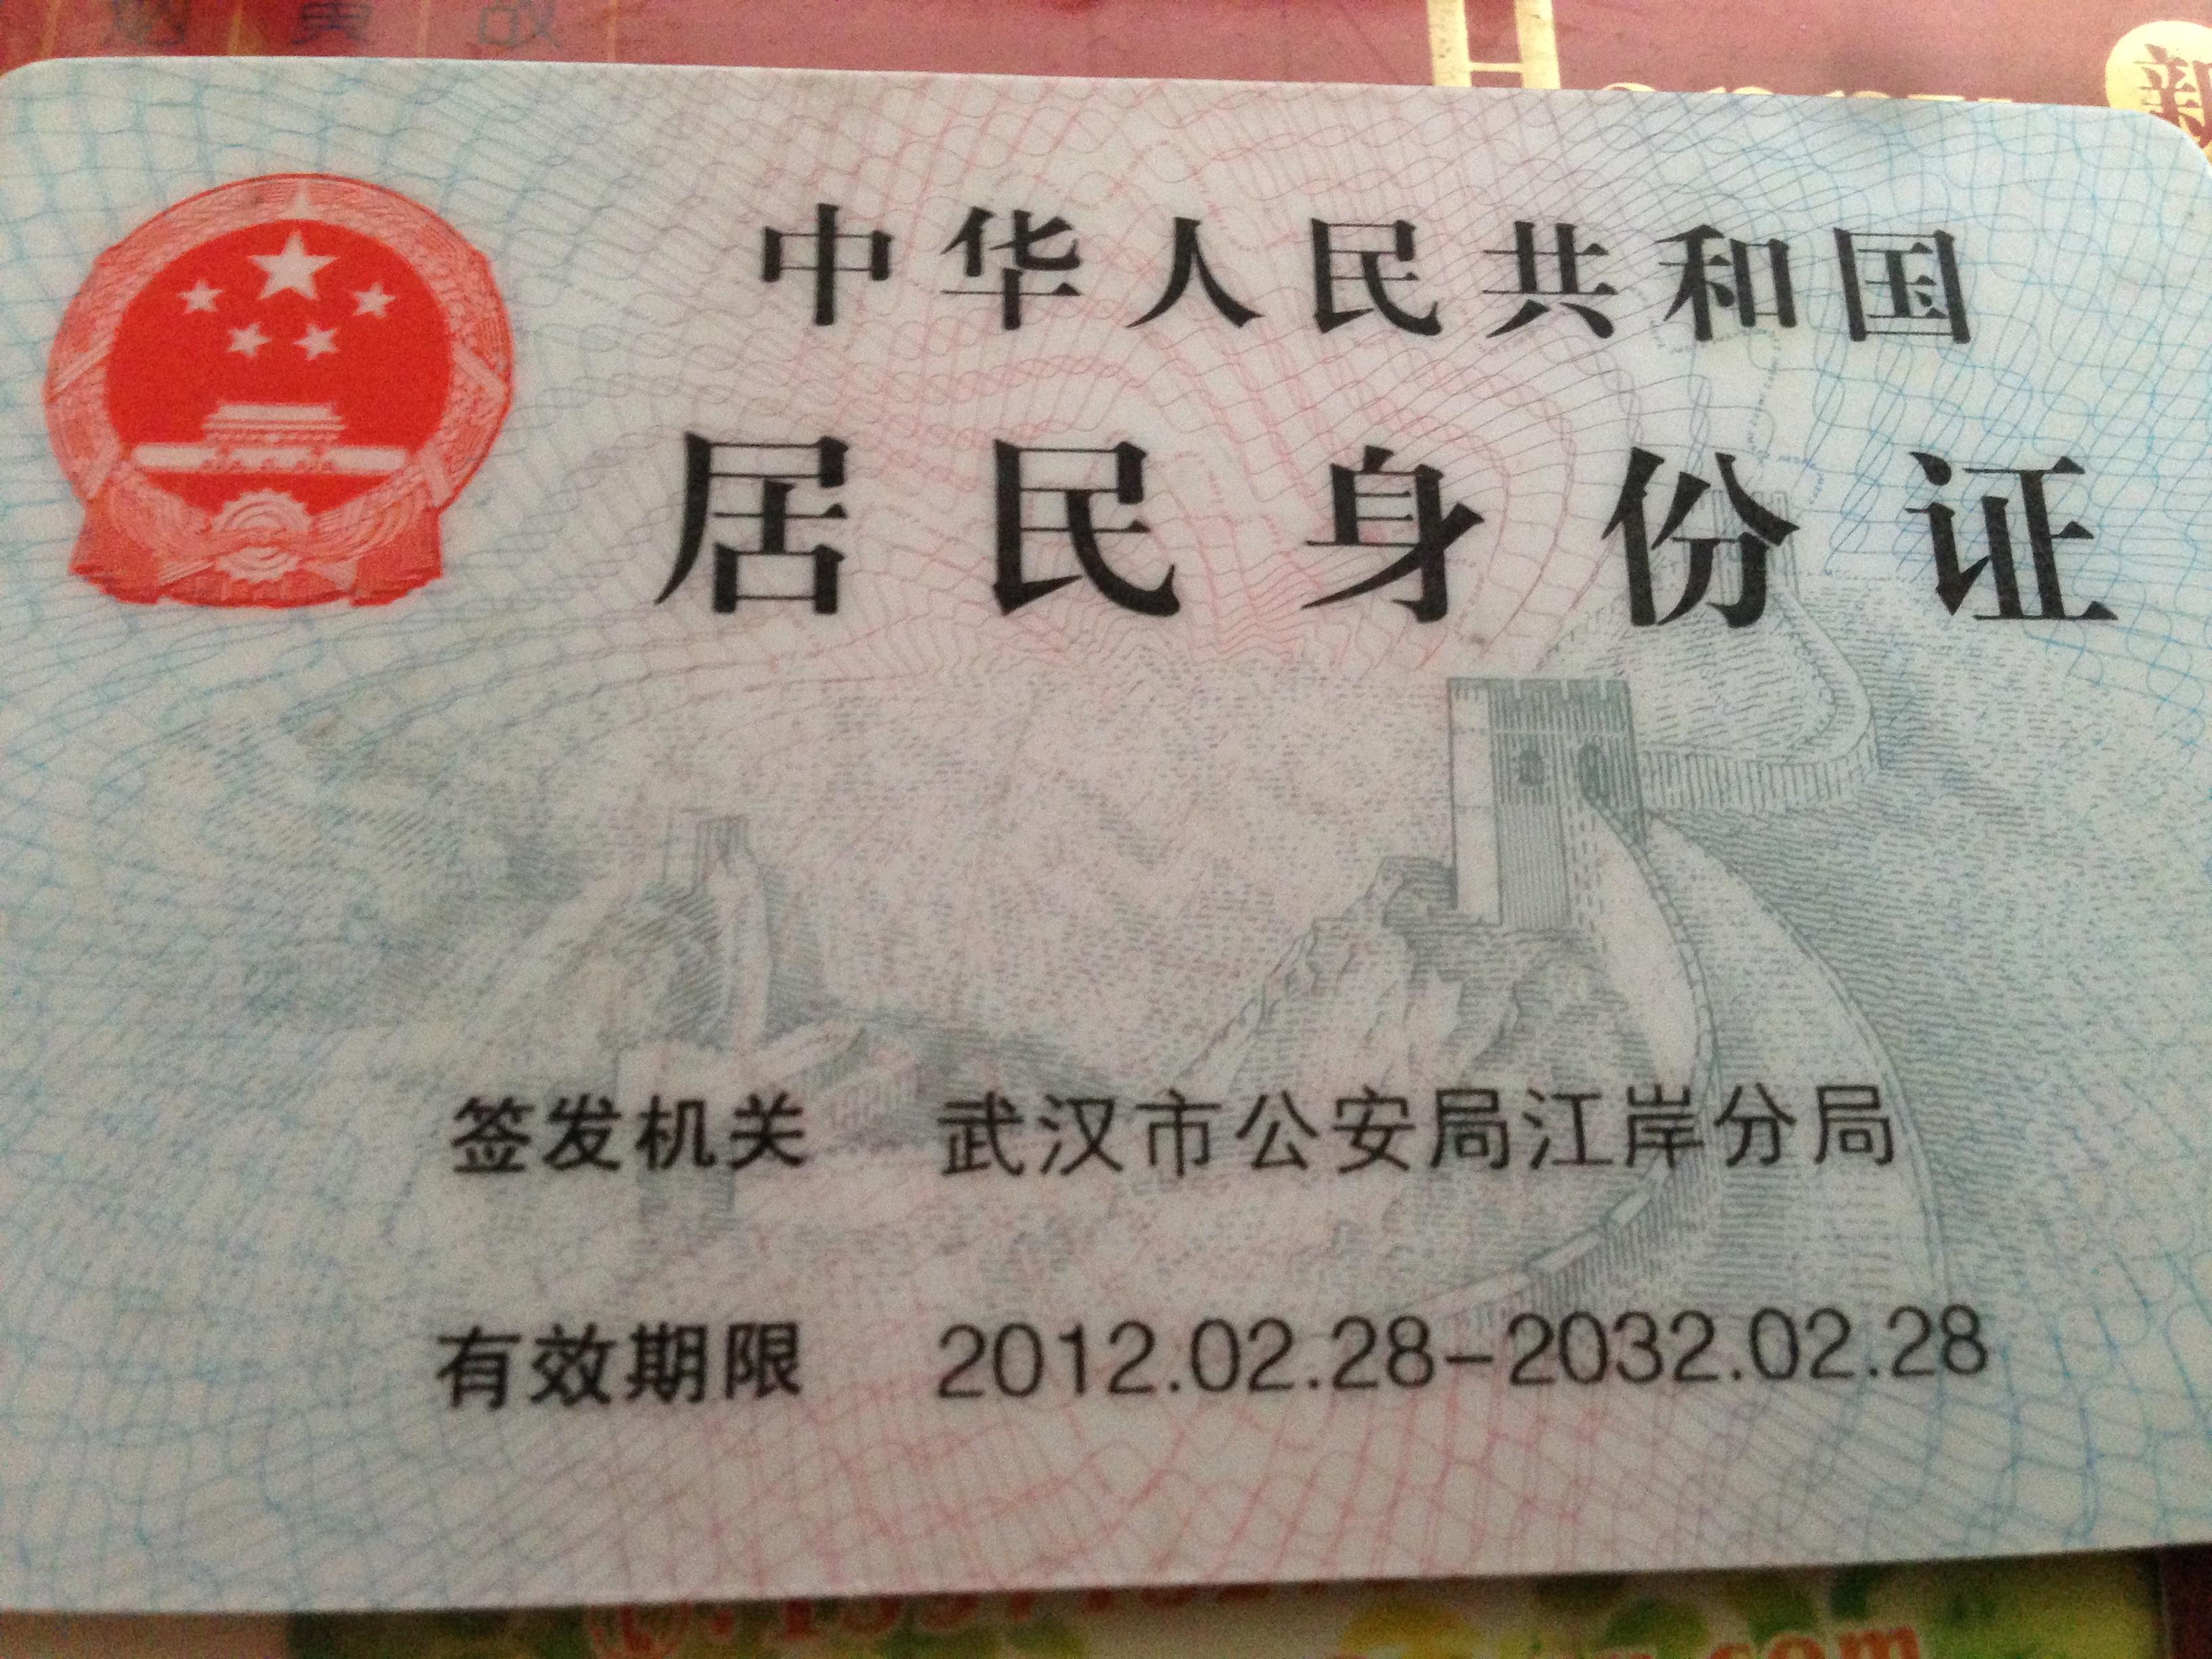 中华人民共和国
居民身份证
签发机关 武汉市公安局江岸分局
有效期限 2012.02.28-2032.02.28